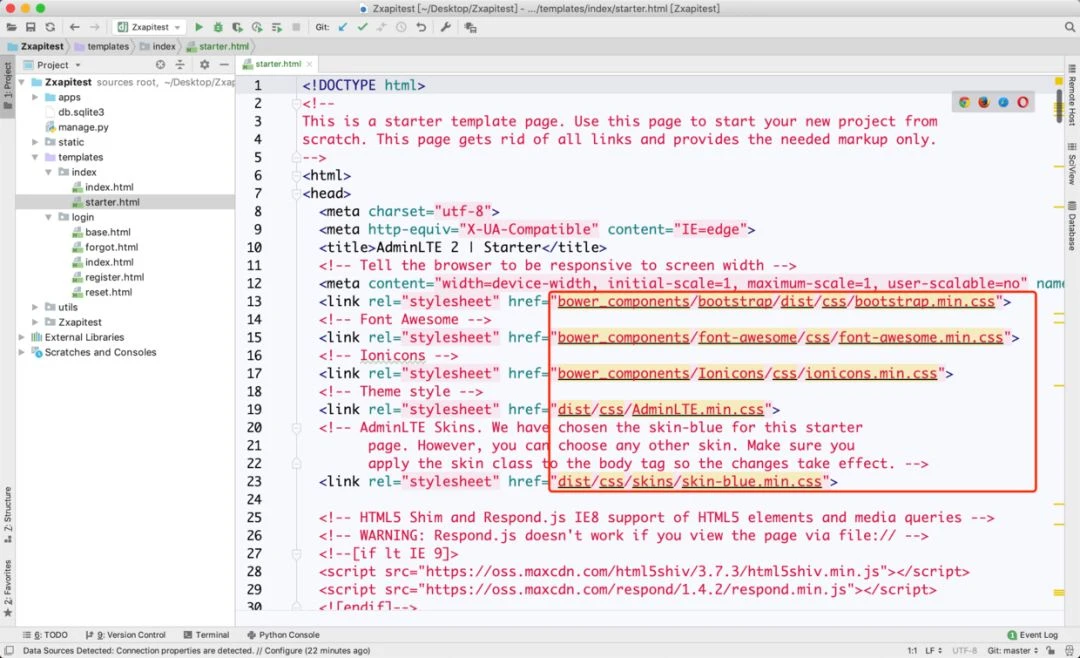 Zxapitest [~/Desktop/Zxapitest] - .../templates/index/starter.html [Zxapitest]
Zxapitest
Git:
Zxapitest templates index starter.html
1: Project
Project
starter.html
Zxapitest sources root, ~/Desktop/Zxap
apps
db.sqlite3
manage.py
static
templates
index
index.html
starter.html
login
base.html
forgot.html
index.html
register.html
reset.html
utils
Zxapitest
External Libraries
Scratches and Consoles
1 <!DOCTYPE html>
2 <!--
3 This is a starter template page. Use this page to start your new project from
4 scratch. This page gets rid of all links and provides the needed markup only.
5 -->
6 <html>
7 <head>
8 <meta charset="utf-8">
9 <meta http-equiv="X-UA-Compatible" content="IE=edge">
10 <title>AdminLTE 2 | Starter</title>
11 <!-- Tell the browser to be responsive to screen width -->
12 <meta content="width=device-width, initial-scale=1, maximum-scale=1, user-scalable=no" name
13 <link rel="stylesheet" href="bower_components/bootstrap/dist/css/bootstrap.min.css">
14 <!-- Font Awesome -->
15 <link rel="stylesheet" href="bower_components/font-awesome/css/font-awesome.min.css">
16 <!-- Ionicons -->
17 <link rel="stylesheet" href="bower_components/Ionicons/css/ionicons.min.css">
18 <!-- Theme style -->
19 <link rel="stylesheet" href="dist/css/AdminLTE.min.css">
20 <!-- AdminLTE Skins. We have chosen the skin-blue for this starter
21 page. However, you can choose any other skin. Make sure you
22 apply the skin class to the body tag so the changes take effect. -->
23 <link rel="stylesheet" href="dist/css/skins/skin-blue.min.css">
24
25 <!-- HTML5 Shim and Respond.js IE8 support of HTML5 elements and media queries -->
26 <!-- WARNING: Respond.js doesn't work if you view the page via file:// -->
27 <!--[if lt IE 9]>
28 <script src="https://oss.maxcdn.com/html5shiv/3.7.3/html5shiv.min.js"></script>
29 <script src="https://oss.maxcdn.com/respond/1.4.2/respond.min.js"></script>
30 <![endif]-->
Remote Host
SciView
Database
7: Structure
2: Favorites
6: TODO 9: Version Control Terminal Python Console 1 Event Log
Data Sources Detected: Connection properties are detected. // Configure (22 minutes ago) 1:1 LF UTF-8 Git: master